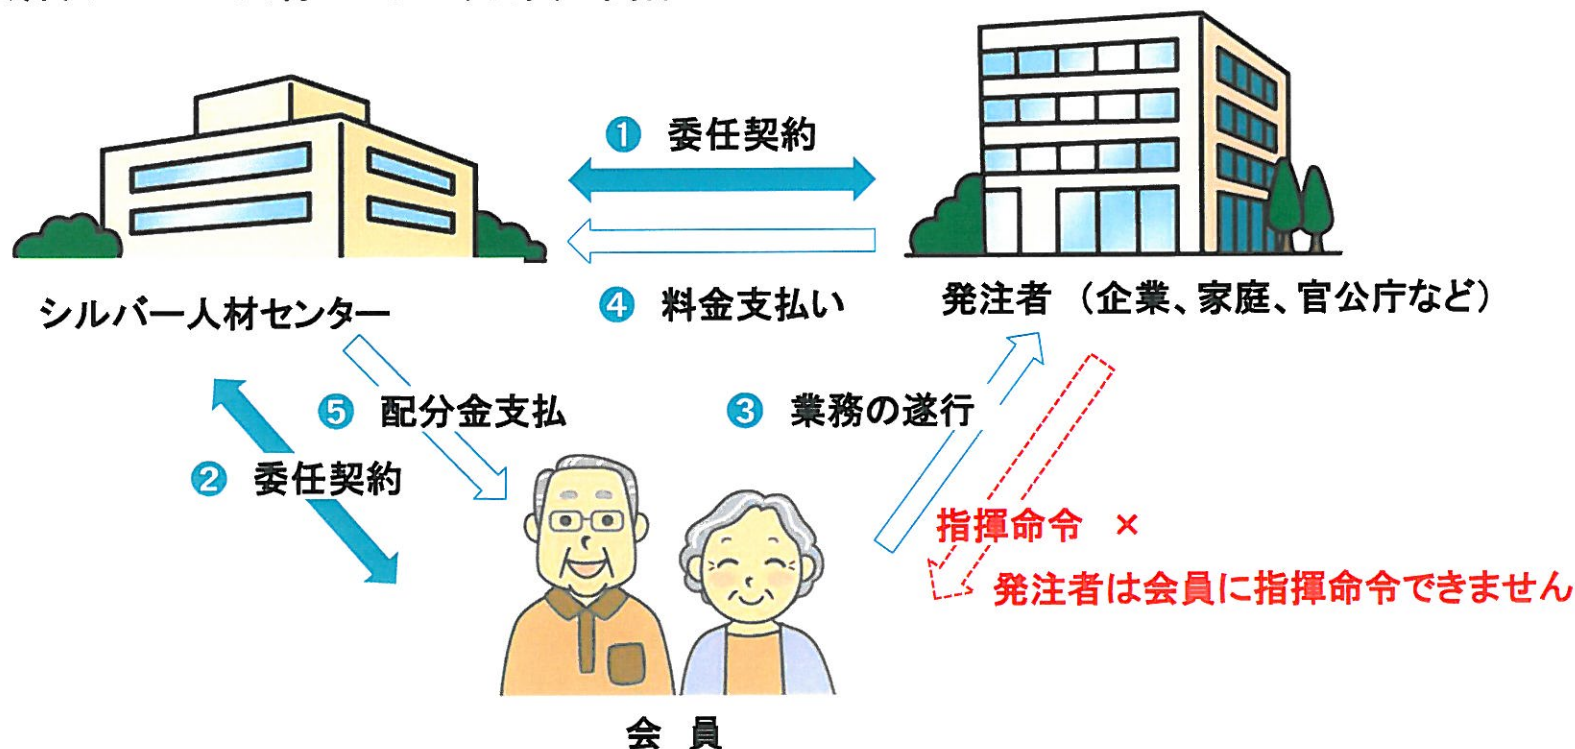 ❶ 委任契約
シルバー人材センター
❹ 料金支払い
発注者 （企業、家庭、官公庁など）
❺ 配分金支払
❸ 業務の遂行
❷ 委任契約
指揮命令 ×
発注者は会員に指揮命令できません
会 員